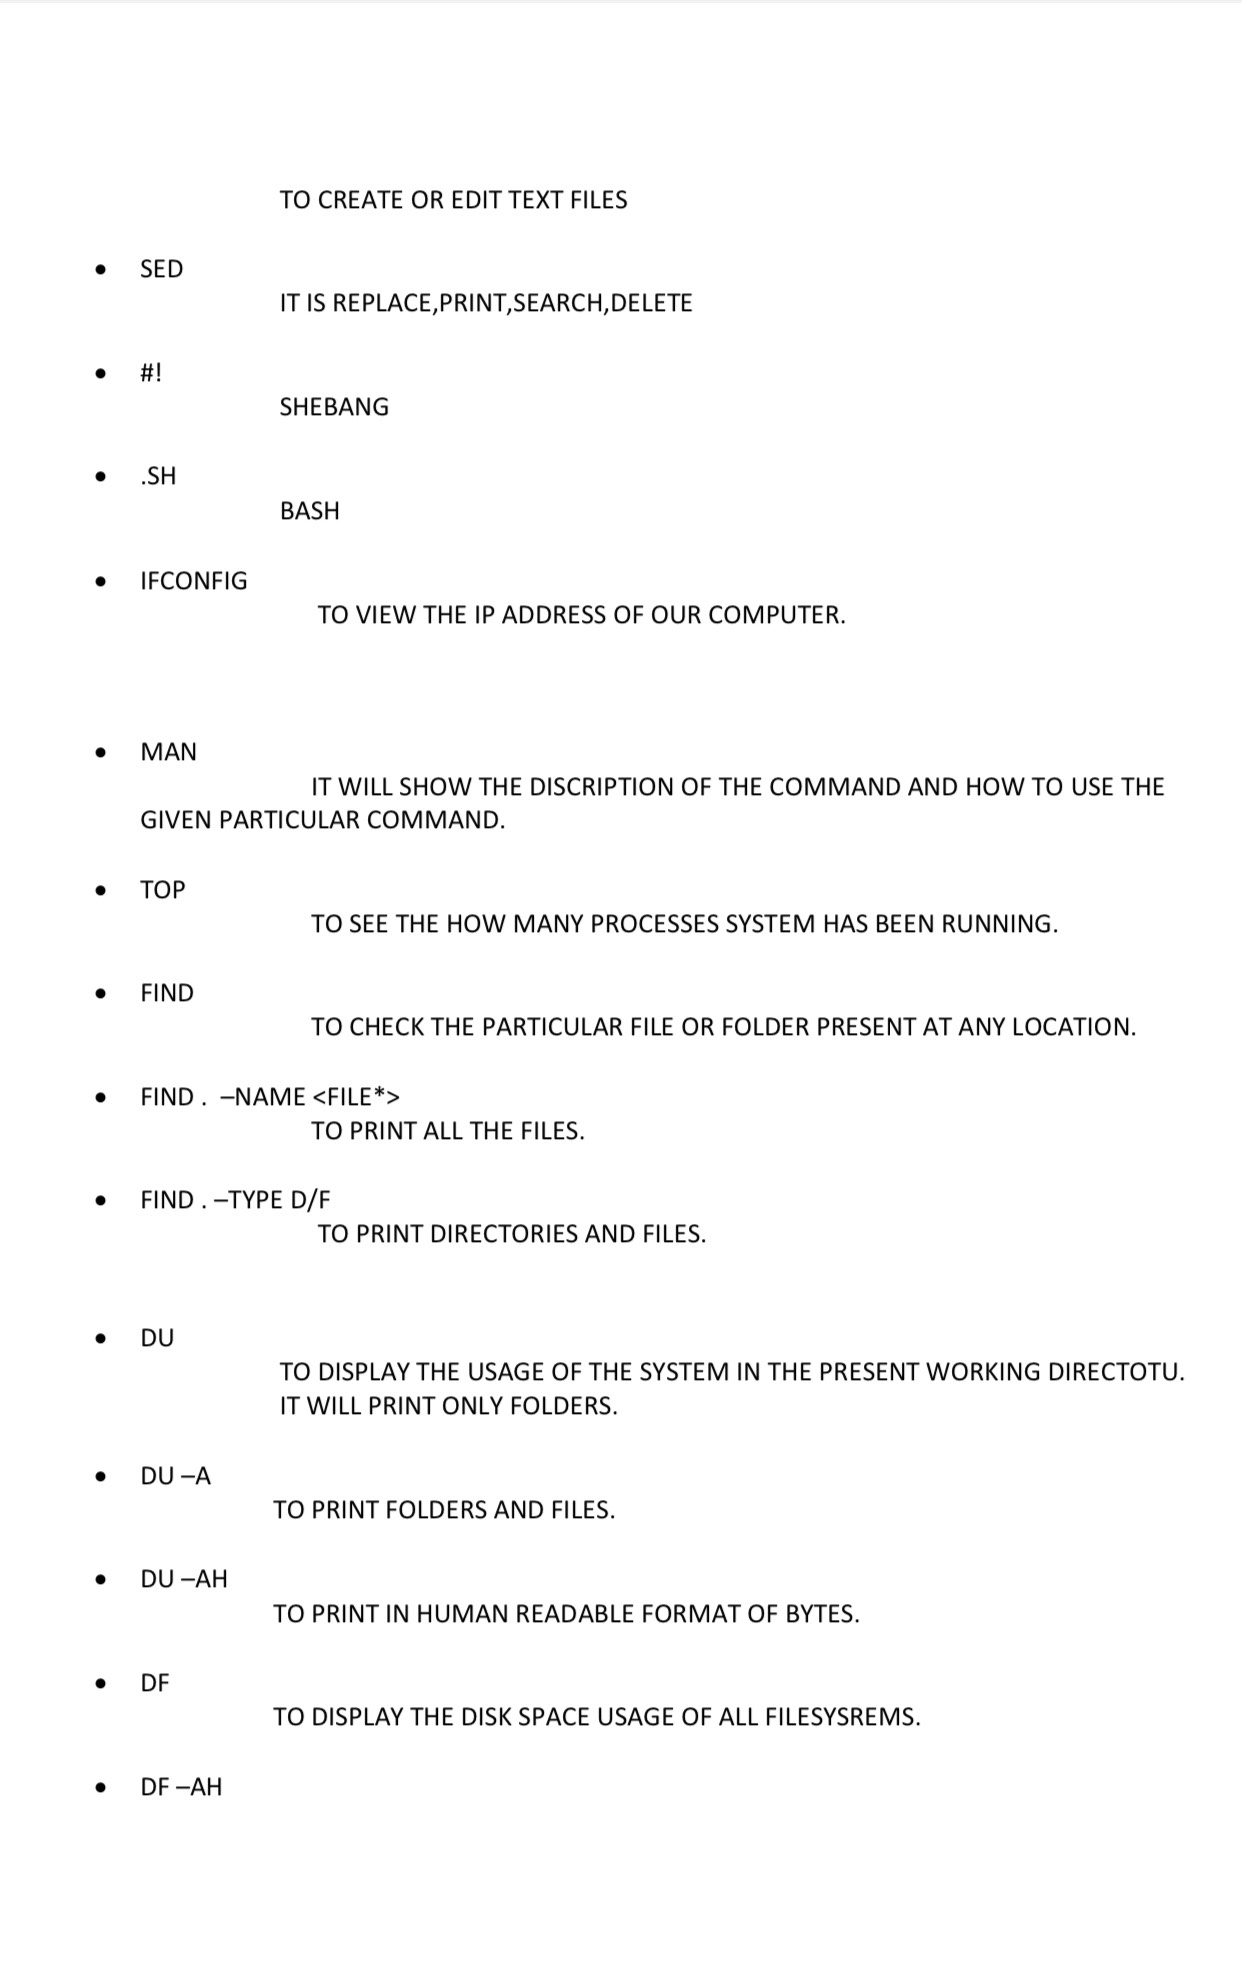 TO CREATE OR EDIT TEXT FILES
• SED
IT IS REPLACE,PRINT,SEARCH,DELETE
• #!
SHEBANG
• .SH
BASH
• IFCONFIG
TO VIEW THE IP ADDRESS OF OUR COMPUTER.
• MAN
IT WILL SHOW THE DISCRIPTION OF THE COMMAND AND HOW TO USE THE
GIVEN PARTICULAR COMMAND.
• TOP
TO SEE THE HOW MANY PROCESSES SYSTEM HAS BEEN RUNNING.
• FIND
TO CHECK THE PARTICULAR FILE OR FOLDER PRESENT AT ANY LOCATION.
• FIND .  –NAME <FILE*>
TO PRINT ALL THE FILES.
• FIND . –TYPE D/F
TO PRINT DIRECTORIES AND FILES.
• DU
TO DISPLAY THE USAGE OF THE SYSTEM IN THE PRESENT WORKING DIRECTOTU.
IT WILL PRINT ONLY FOLDERS.
• DU –A
TO PRINT FOLDERS AND FILES.
• DU –AH
TO PRINT IN HUMAN READABLE FORMAT OF BYTES.
• DF
TO DISPLAY THE DISK SPACE USAGE OF ALL FILESYSREMS.
• DF –AH